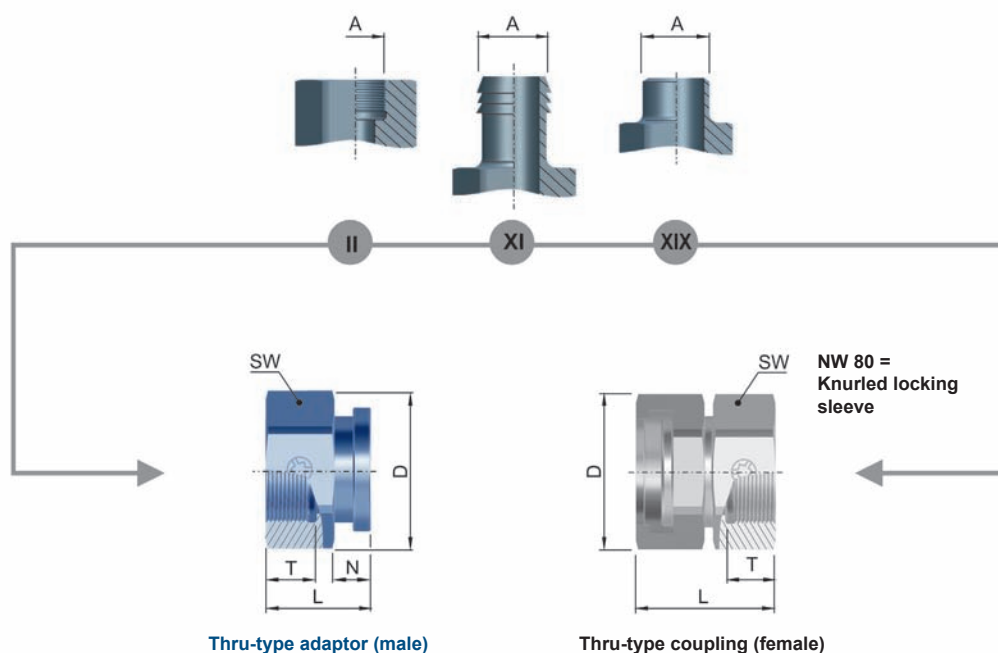 A A A
II XI XIX
SW SW NW 80 =
Knurled locking
sleeve
D D
T N T
L L
Thru-type adaptor (male) Thru-type coupling (female)